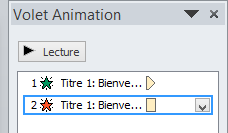 Volet Animation
Lecture
1 Titre 1: Bienve...
2 Titre 1: Bienve...